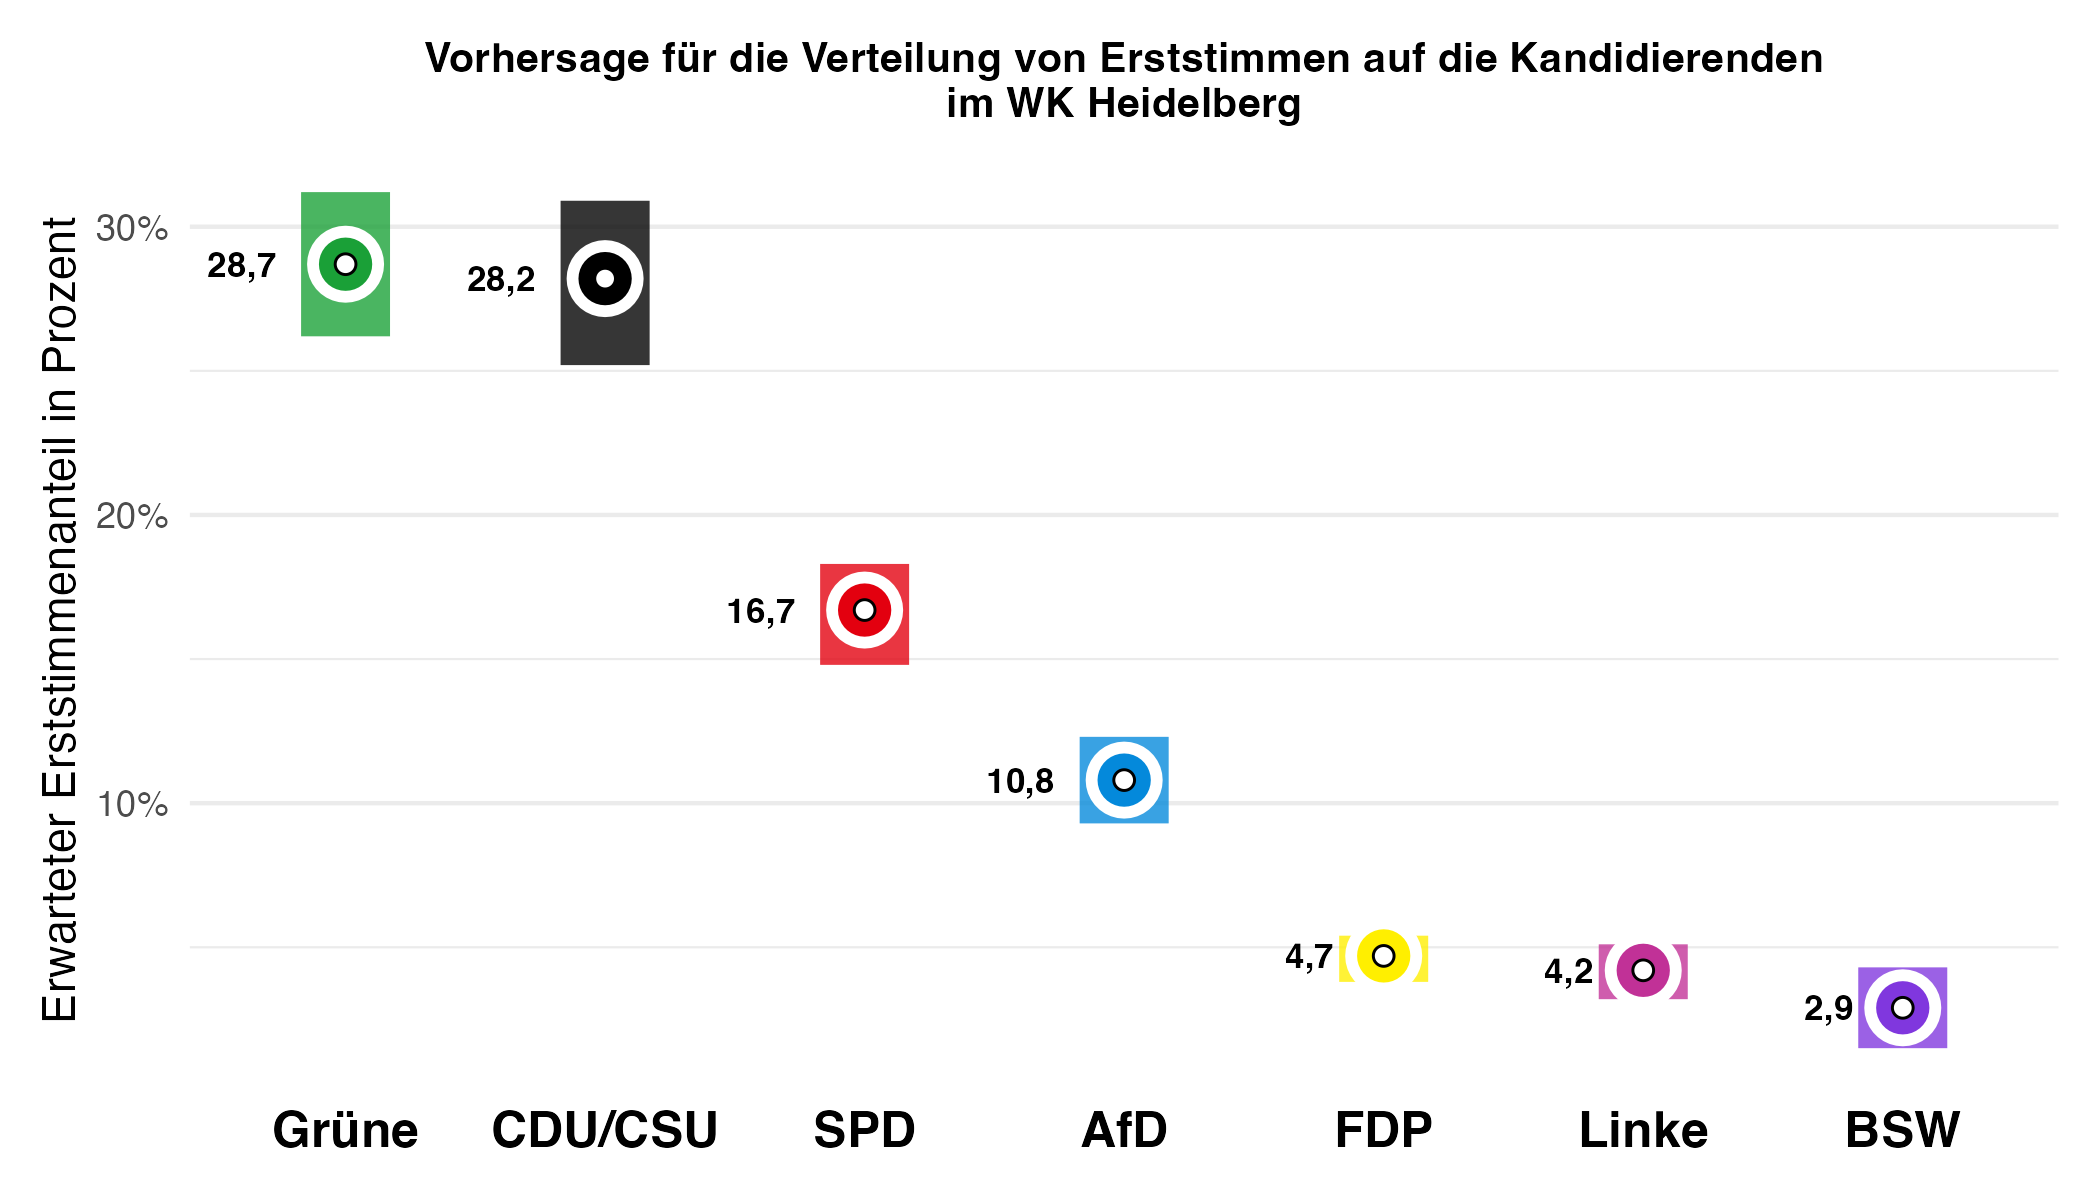 Vorhersage für die Verteilung von Erststimmen auf die Kandidierenden
im WK Heidelberg
Erwarteter Erststimmenanteil in Prozent
30%
20%
10%
28,7
28,2
16,7
10,8
4,7
4,2
2,9
Grüne
CDU/CSU
SPD
AfD
FDP
Linke
BSW